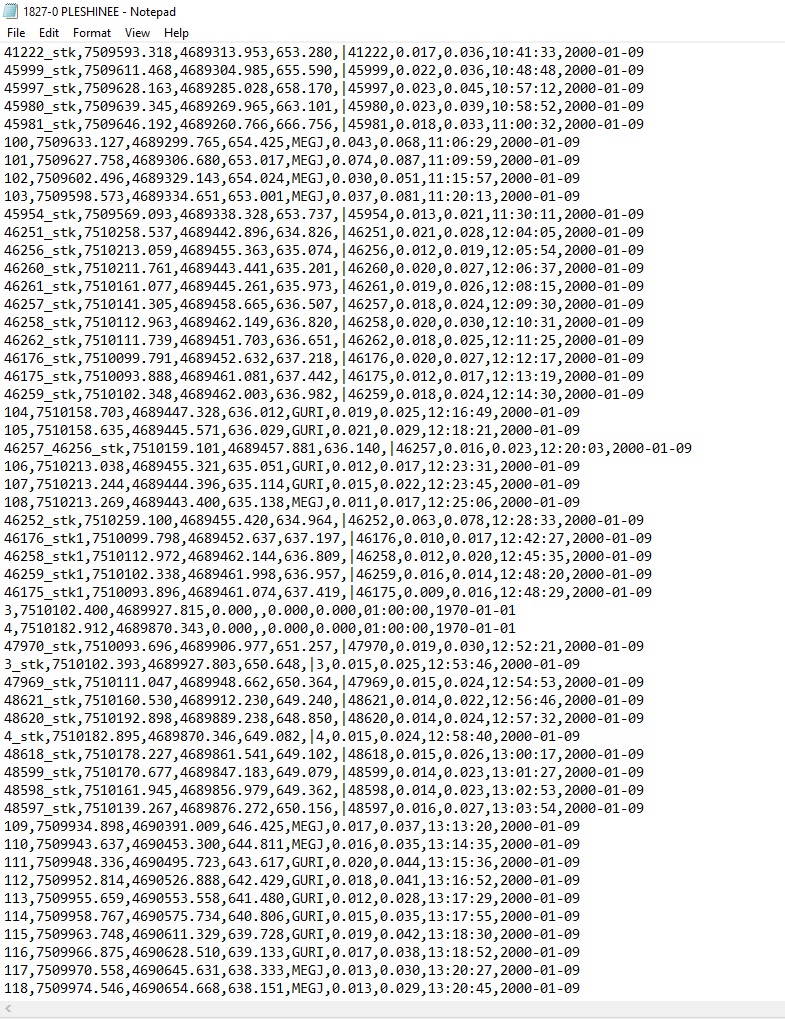 1827-0 PLESHINEE - Notepad
File Edit Format View Help
41222_stk,7509593.318,4689313.953,653.280,|41222,0.017,0.036,10:41:33,2000-01-09
45999_stk,7509611.468,4689304.985,655.590,|45999,0.022,0.036,10:48:48,2000-01-09
45997_stk,7509628.163,4689285.028,658.170,|45997,0.023,0.045,10:57:12,2000-01-09
45980_stk,7509639.345,4689269.965,663.101,|45980,0.023,0.039,10:58:52,2000-01-09
45981_stk,7509646.192,4689260.766,666.756,|45981,0.018,0.033,11:00:32,2000-01-09
100,7509633.127,4689299.765,654.425,MEGJ,0.043,0.068,11:06:29,2000-01-09
101,7509627.758,4689306.680,653.017,MEGJ,0.074,0.087,11:09:59,2000-01-09
102,7509602.496,4689329.143,654.024,MEGJ,0.030,0.051,11:15:57,2000-01-09
103,7509598.573,4689334.651,653.001,MEGJ,0.037,0.081,11:20:13,2000-01-09
45954_stk,7509569.093,4689338.328,653.737,|45954,0.013,0.021,11:30:11,2000-01-09
46251_stk,7510258.537,4689442.896,634.826,|46251,0.021,0.028,12:04:05,2000-01-09
46256_stk,7510213.059,4689455.363,635.074,|46256,0.012,0.019,12:05:54,2000-01-09
46260_stk,7510211.761,4689443.441,635.201,|46260,0.020,0.027,12:06:37,2000-01-09
46261_stk,7510161.077,4689445.261,635.973,|46261,0.019,0.026,12:08:15,2000-01-09
46257_stk,7510141.305,4689458.665,636.507,|46257,0.018,0.024,12:09:30,2000-01-09
46258_stk,7510112.963,4689462.149,636.820,|46258,0.020,0.030,12:10:31,2000-01-09
46262_stk,7510111.739,4689451.703,636.651,|46262,0.018,0.025,12:11:25,2000-01-09
46176_stk,7510099.791,4689452.632,637.218,|46176,0.020,0.027,12:12:17,2000-01-09
46175_stk,7510093.888,4689461.081,637.442,|46175,0.012,0.017,12:13:19,2000-01-09
46259_stk,7510102.348,4689462.003,636.982,|46259,0.018,0.024,12:14:30,2000-01-09
104,7510158.703,4689447.328,636.012,GURI,0.019,0.025,12:16:49,2000-01-09
105,7510158.635,4689445.571,636.029,GURI,0.021,0.029,12:18:21,2000-01-09
46257_46256_stk,7510159.101,4689457.881,636.140,|46257,0.016,0.023,12:20:03,2000-01-09
106,7510213.038,4689455.321,635.051,GURI,0.012,0.017,12:23:31,2000-01-09
107,7510213.244,4689444.396,635.114,GURI,0.015,0.022,12:23:45,2000-01-09
108,7510213.269,4689443.400,635.138,MEGJ,0.011,0.017,12:25:06,2000-01-09
46252_stk,7510259.100,4689455.420,634.964,|46252,0.063,0.078,12:28:33,2000-01-09
46176_stk1,7510099.798,4689452.637,637.197,|46176,0.010,0.017,12:42:27,2000-01-09
46258_stk1,7510112.972,4689462.144,636.809,|46258,0.012,0.020,12:45:35,2000-01-09
46259_stk1,7510102.338,4689461.998,636.957,|46259,0.016,0.014,12:48:20,2000-01-09
46175_stk1,7510093.896,4689461.074,637.419,|46175,0.009,0.016,12:48:29,2000-01-09
3,7510102.400,4689927.815,0.000,,0.000,0.000,01:00:00,1970-01-01
4,7510182.912,4689870.343,0.000,,0.000,0.000,01:00:00,1970-01-01
47970_stk,7510093.696,4689906.977,651.257,|47970,0.019,0.030,12:52:21,2000-01-09
3_stk,7510102.393,4689927.803,650.648,|3,0.015,0.025,12:53:46,2000-01-09
47969_stk,7510111.047,4689948.662,650.364,|47969,0.015,0.024,12:54:53,2000-01-09
48621_stk,7510160.530,4689912.230,649.240,|48621,0.014,0.022,12:56:46,2000-01-09
48620_stk,7510192.898,4689889.238,648.850,|48620,0.014,0.024,12:57:32,2000-01-09
4_stk,7510182.895,4689870.346,649.082,|4,0.015,0.024,12:58:40,2000-01-09
48618_stk,7510178.227,4689861.541,649.102,|48618,0.015,0.026,13:00:17,2000-01-09
48599_stk,7510170.677,4689847.183,649.079,|48599,0.014,0.023,13:01:27,2000-01-09
48598_stk,7510161.945,4689856.979,649.362,|48598,0.014,0.023,13:02:53,2000-01-09
48597_stk,7510139.267,4689876.272,650.156,|48597,0.016,0.027,13:03:54,2000-01-09
109,7509934.898,4690391.009,646.425,MEGJ,0.017,0.037,13:13:20,2000-01-09
110,7509943.637,4690453.300,644.811,MEGJ,0.016,0.035,13:14:35,2000-01-09
111,7509948.336,4690495.723,643.617,GURI,0.020,0.044,13:15:36,2000-01-09
112,7509952.814,4690526.888,642.429,GURI,0.018,0.041,13:16:52,2000-01-09
113,7509955.659,4690553.558,641.480,GURI,0.012,0.028,13:17:29,2000-01-09
114,7509958.767,4690575.734,640.806,GURI,0.015,0.035,13:17:55,2000-01-09
115,7509963.748,4690611.329,639.728,GURI,0.019,0.042,13:18:30,2000-01-09
116,7509966.875,4690628.510,639.133,GURI,0.017,0.038,13:18:52,2000-01-09
117,7509970.558,4690645.631,638.333,MEGJ,0.013,0.030,13:20:27,2000-01-09
118,7509974.546,4690654.668,638.151,MEGJ,0.013,0.029,13:20:45,2000-01-09